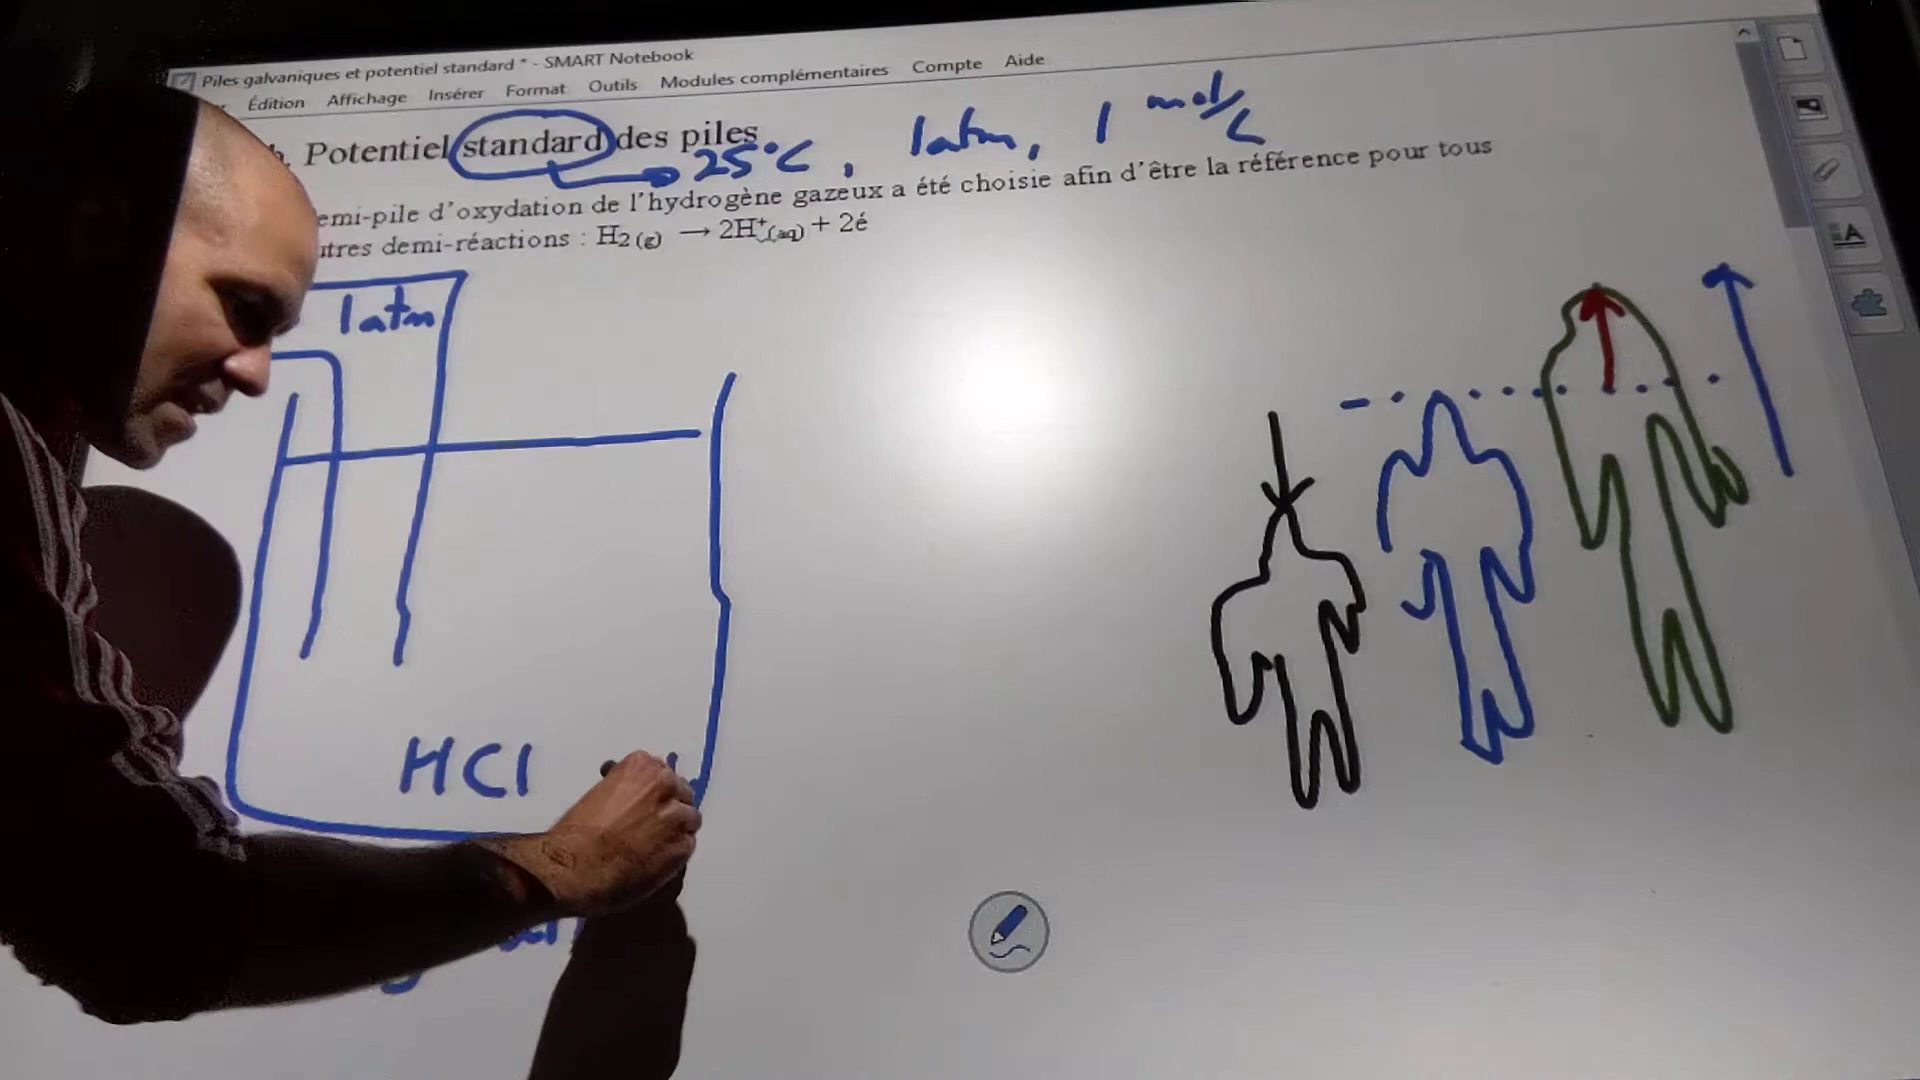 Piles galvaniques et potentiel standard * - SMART Notebook
Édition Affichage Insérer Format Outils Modules complémentaires Compte Aide
Potentiel standard des piles
25°C, 1atm, 1 mol/L
emi-pile d'oxydation de l'hydrogène gazeux a été choisie afin d'être la référence pour tous
utres demi-réactions : H2 (g) → 2H+(aq) + 2é
1atm
HCl
A